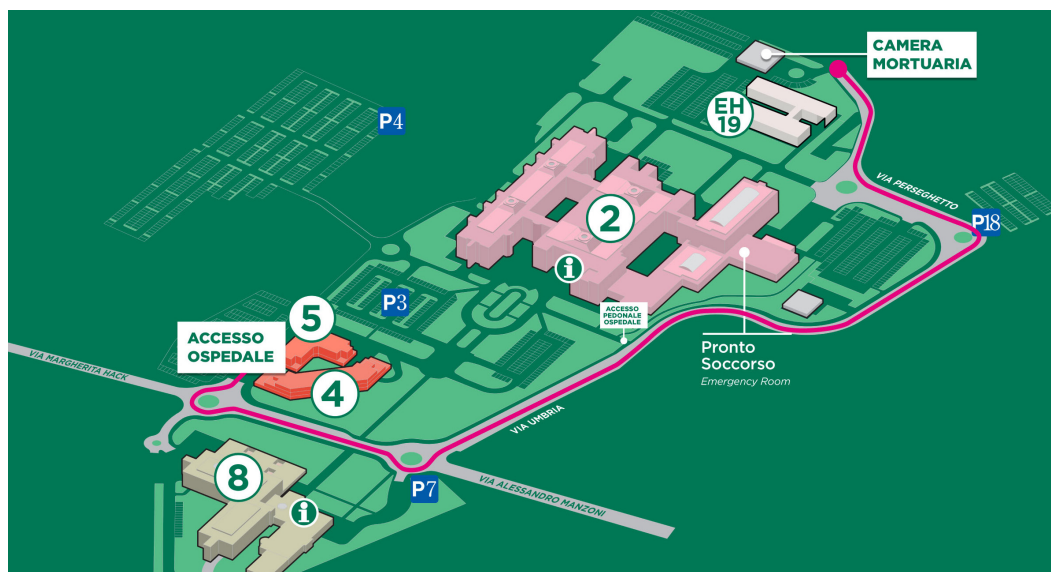 CAMERA
MORTUARIA
EH
19
P4
VIA PERSEGHETTO
P18
2
i
P3
ACCESSO
PEDONALE
OSPEDALE
5
ACCESSO
OSPEDALE
Pronto
Soccorso
Emergency Room
VIA MARGHERITA HACK
4
VIA UMBRIA
8
P7
VIA ALESSANDRO MANZONI
i